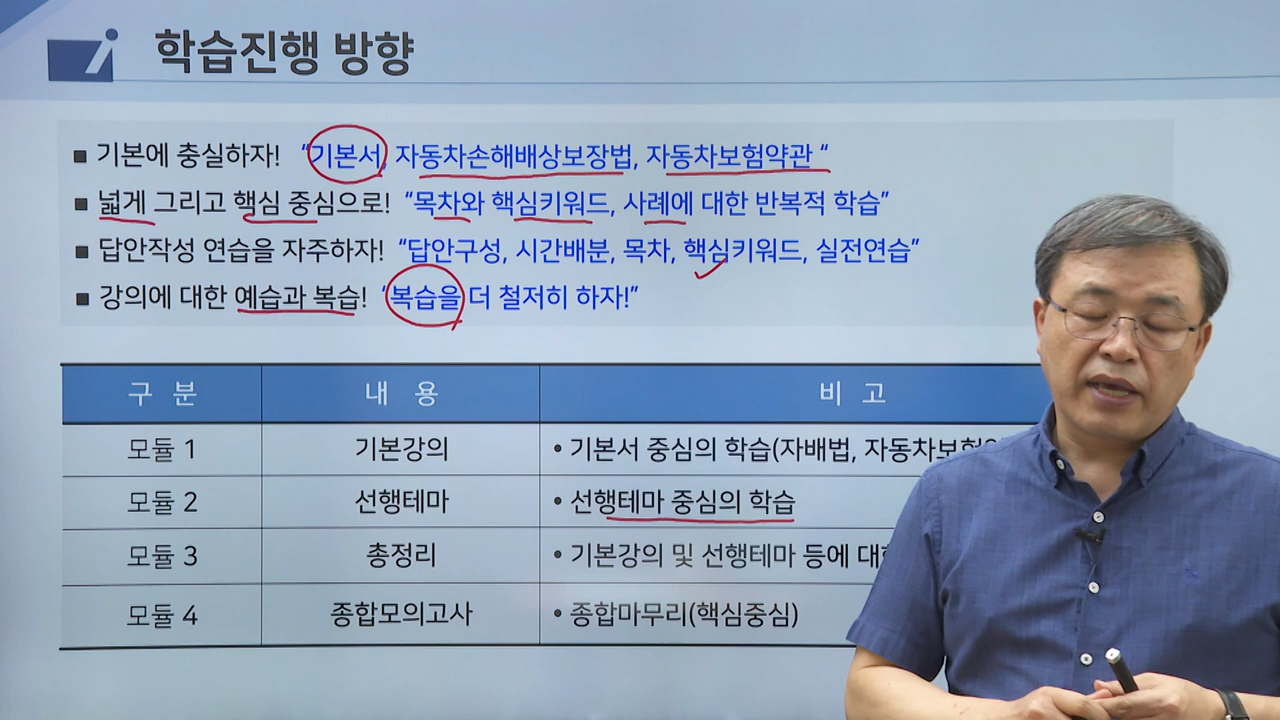 학습진행 방향
■ 기본에 충실하자! “기본서, 자동차손해배상보장법, 자동차보험약관 “
■ 넓게 그리고 핵심 중심으로! “목차와 핵심키워드, 사례에 대한 반복적 학습”
■ 답안작성 연습을 자주하자! “답안구성, 시간배분, 목차, 핵심키워드, 실전연습”
■ 강의에 대한 예습과 복습! “복습을 더 철저히 하자!”
구 분 내 용 비 고
모듈 1 기본강의 • 기본서 중심의 학습(자배법, 자동차보험
모듈 2 선행테마 • 선행테마 중심의 학습
모듈 3 총정리 • 기본강의 및 선행테마 등에 대한
모듈 4 종합모의고사 • 종합마무리(핵심중심)